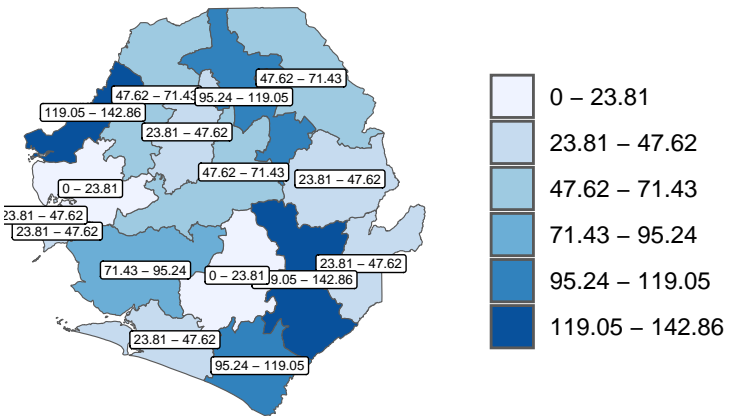 47.62 – 71.43
47.62 – 71.43
95.24 – 119.05
119.05 – 142.86
23.81 – 47.62
47.62 – 71.43
23.81 – 47.62
0 – 23.81
23.81 – 47.62
23.81 – 47.62
71.43 – 95.24
0 – 23.81
9.05 – 142.86
23.81 – 47.62
23.81 – 47.62
95.24 – 119.05
0 – 23.81
23.81 – 47.62
47.62 – 71.43
71.43 – 95.24
95.24 – 119.05
119.05 – 142.86